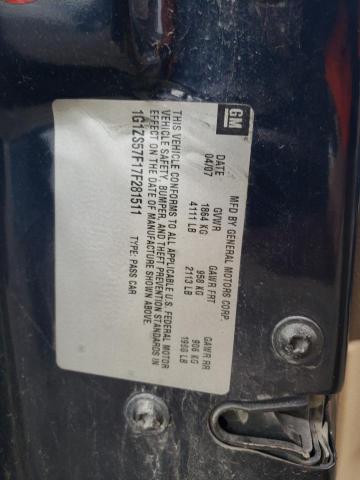 GM
MFD BY GENERAL MOTORS CORP.
DATE GVWR GAWR FRT GAWR RR
04/07 1864 KG 958 KG 906 KG
4111 LB 2113 LB 1998 LB
THIS VEHICLE CONFORMS TO ALL APPLICABLE U.S. FEDERAL MOTOR
VEHICLE SAFETY, BUMPER, AND THEFT PREVENTION STANDARDS IN
EFFECT ON THE DATE OF MANUFACTURE SHOWN ABOVE.
1G1ZS57F17F281511 TYPE: PASS CAR